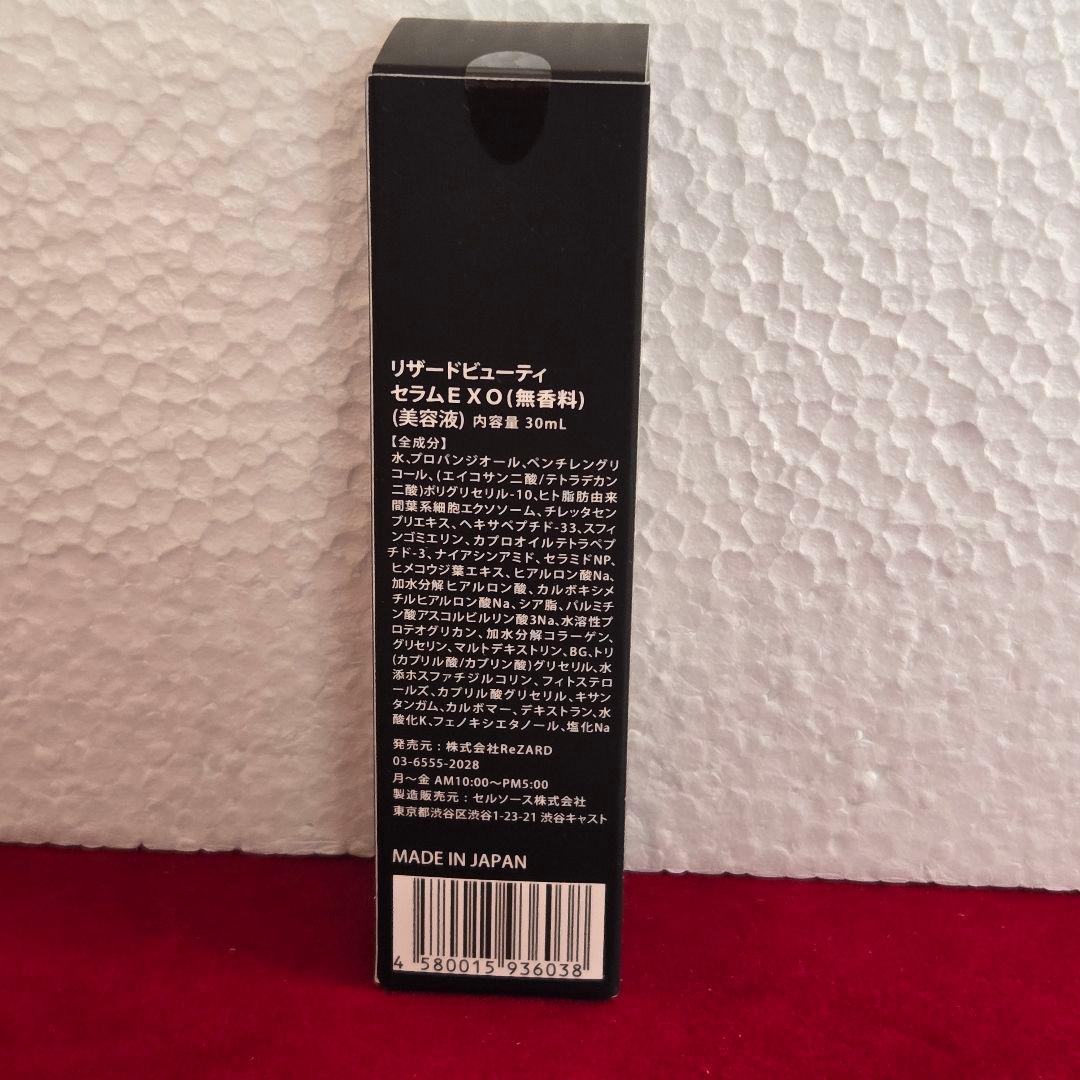 リザードビューティ
セラムEXO(無香料)
(美容液) 内容量 30mL
【全成分】
水、プロパンジオール、ペンチレングリ
コール、(エイコサン二酸/テトラデカン
二酸)ポリグリセリル-10、ヒト脂肪由来
間葉系細胞エクソソーム、チレッタセン
ブリエキス、ヘキサペプチド-33、スフィ
ンゴミエリン、カプロオイルテトラペプ
チド-3、ナイアシンアミド、セラミドNP、
ヒメコウジ葉エキス、ヒアルロン酸Na、
加水分解ヒアルロン酸、カルボキシメ
チルヒアルロン酸Na、シア脂、パルミチ
ン酸アスコルビルリン酸3Na、水溶性プ
ロテオグリカン、加水分解コラーゲン、
グリセリン、マルトデキストリン、BG、トリ
(カプリル酸/カプリン酸)グリセリル、水
添ホスファチジルコリン、フィトステロ
ールズ、カプリル酸グリセリル、キサン
タンガム、カルボマー、デキストラン、水
酸化K、フェノキシエタノール、塩化Na
発売元：株式会社ReZARD
03-6555-2028
月～金 AM10:00～PM5:00
製造販売元：セルソース株式会社
東京都渋谷区渋谷1-23-21 渋谷キャスト
MADE IN JAPAN
4 580015 936038